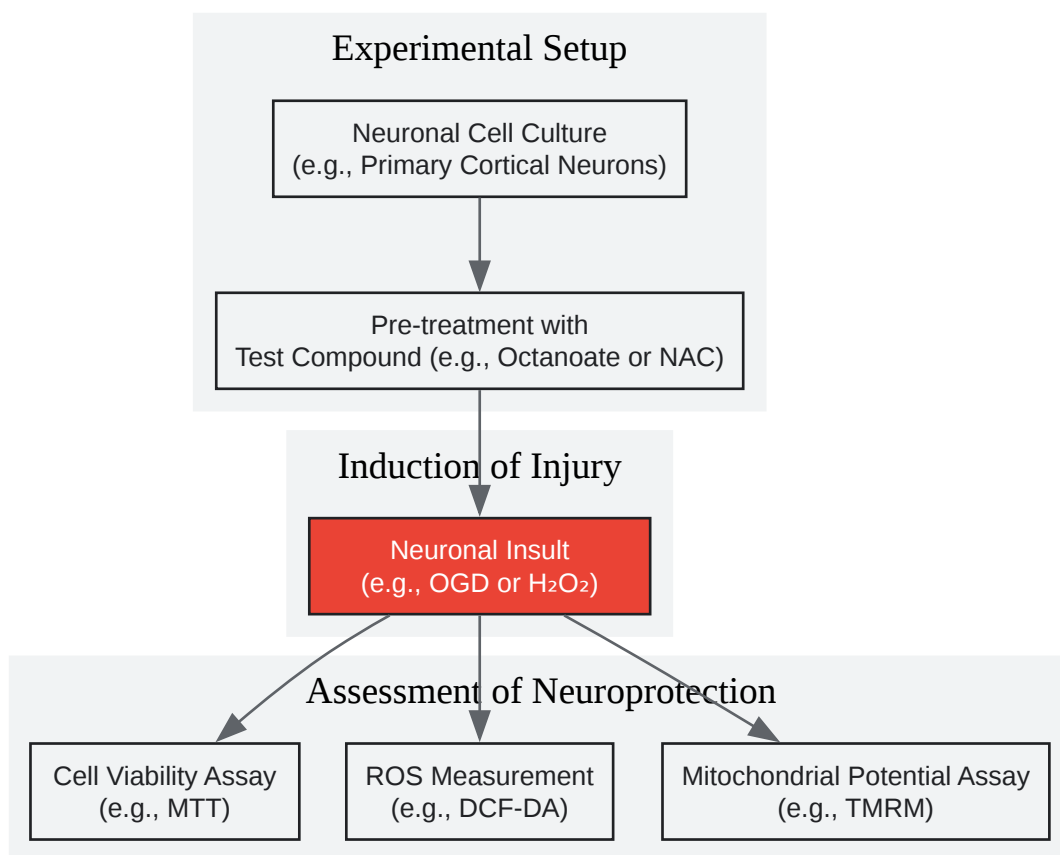 Experimental Setup
Neuronal Cell Culture
(e.g., Primary Cortical Neurons)
Pre-treatment with
Test Compound (e.g., Octanoate or NAC)
Induction of Injury
Neuronal Insult
(e.g., OGD or H₂O₂)
Assessment of Neuroprotection
Cell Viability Assay
(e.g., MTT)
ROS Measurement
(e.g., DCF-DA)
Mitochondrial Potential Assay
(e.g., TMRM)